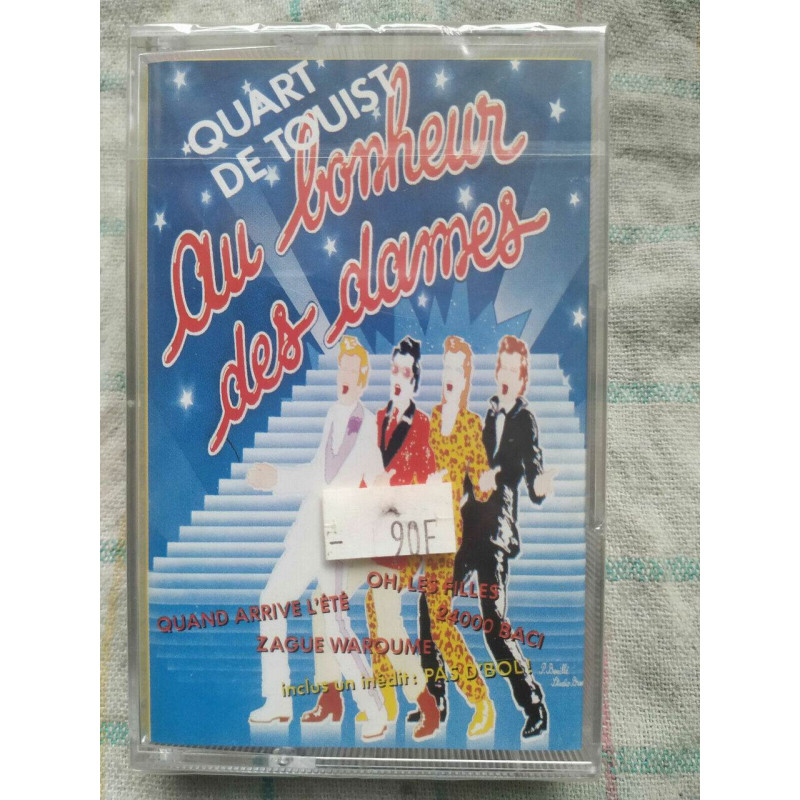 QUART
DE TOUIST
au bonheur
des dames
90F
OH, LES FILLES
QUAND ARRIVE L'ÉTÉ
24000 BACI
ZAGUE WAROUME
inclus un inédit : PAS D'BOL!